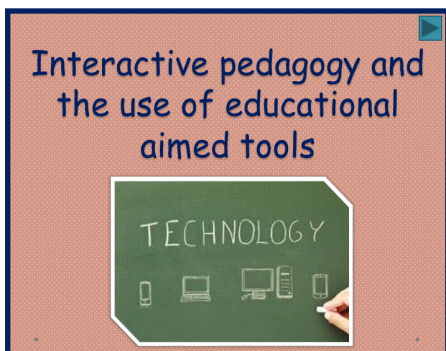 Interactive pedagogy and
the use of educational
aimed tools
TECHNOLOGY